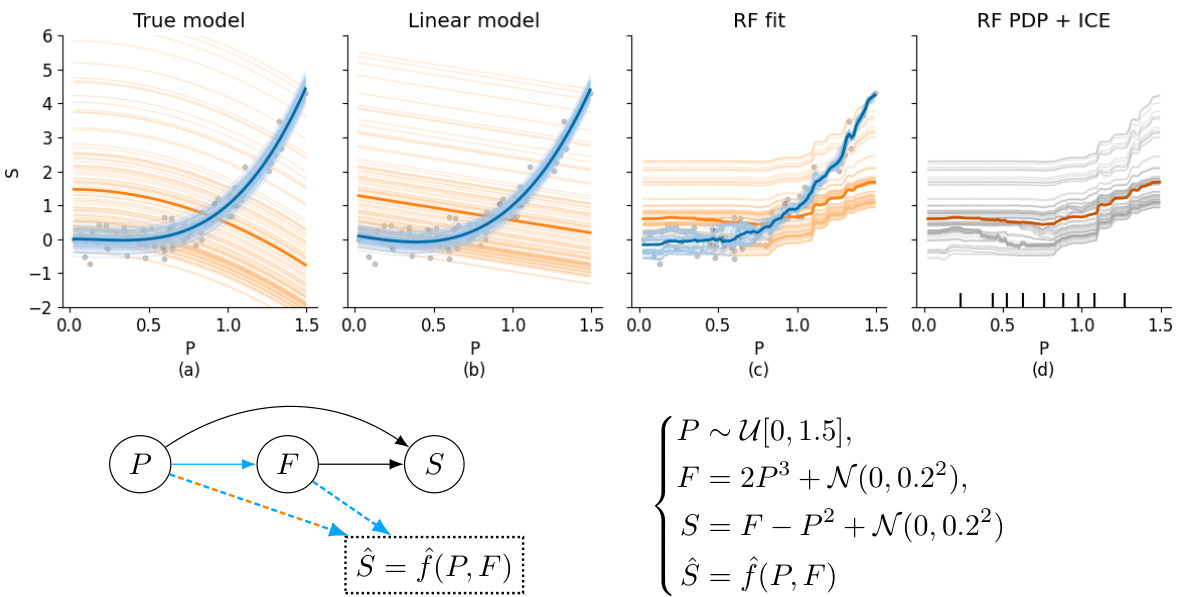 True model
Linear model
RF fit
RF PDP + ICE
S
6
5
4
3
2
1
0
−1
−2
0.0 0.5 1.0 1.5
0.0 0.5 1.0 1.5
0.0 0.5 1.0 1.5
0.0 0.5 1.0 1.5
P
P
P
P
(a)
(b)
(c)
(d)
P
F
S
Ŝ = f̂(P, F)
P ∼ 𝒰[0, 1.5],
F = 2P³ + 𝒩(0, 0.2²),
S = F − P² + 𝒩(0, 0.2²)
Ŝ = f̂(P, F)